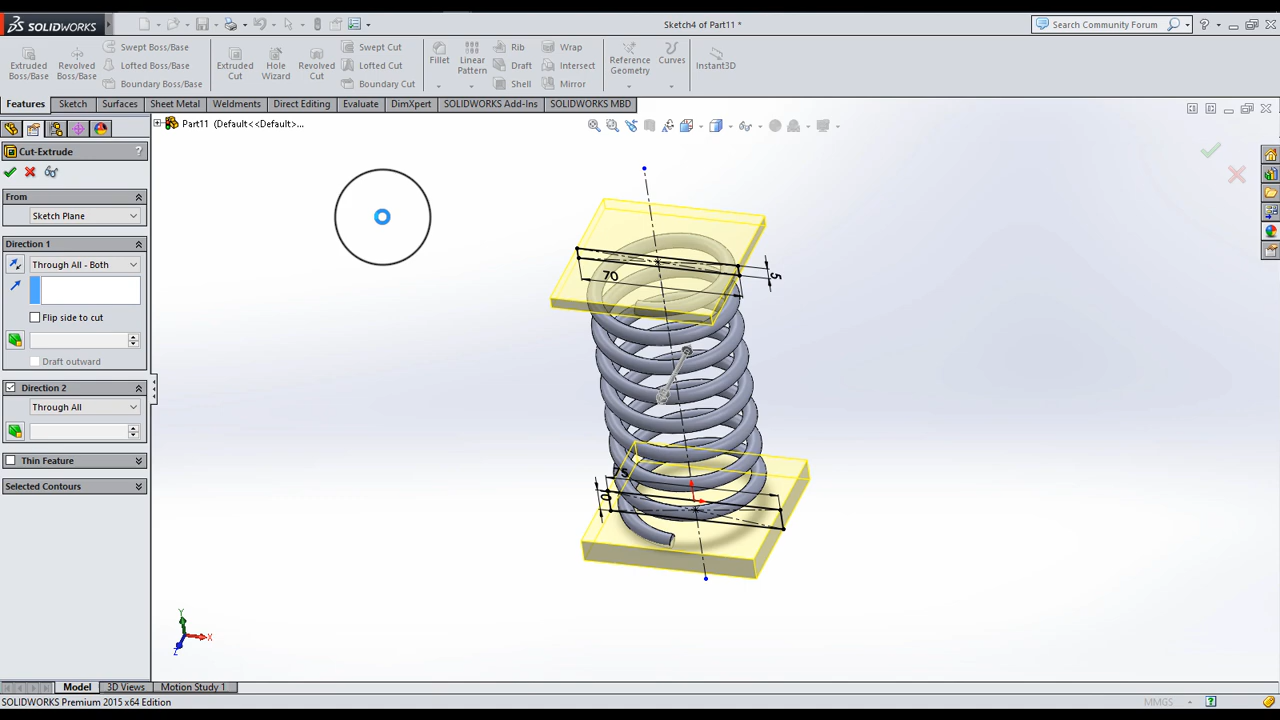 SOLIDWORKS
Sketch4 of Part11 *
Search Community Forum
Extruded Boss/Base
Revolved Boss/Base
Swept Boss/Base
Lofted Boss/Base
Boundary Boss/Base
Extruded Cut
Hole Wizard
Revolved Cut
Swept Cut
Lofted Cut
Boundary Cut
Fillet
Linear Pattern
Rib
Draft
Shell
Wrap
Intersect
Mirror
Reference Geometry
Curves
Instant3D
Features Sketch Surfaces Sheet Metal Weldments Direct Editing Evaluate DimXpert SOLIDWORKS Add-Ins SOLIDWORKS MBD
Part11 (Default<<Default>...
Cut-Extrude ?
From
Sketch Plane
Direction 1
Through All - Both
Flip side to cut
Draft outward
Direction 2
Through All
Thin Feature
Selected Contours
70
5
75
Y
X
Z
Model 3D Views Motion Study 1
SOLIDWORKS Premium 2015 x64 Edition
MMGS